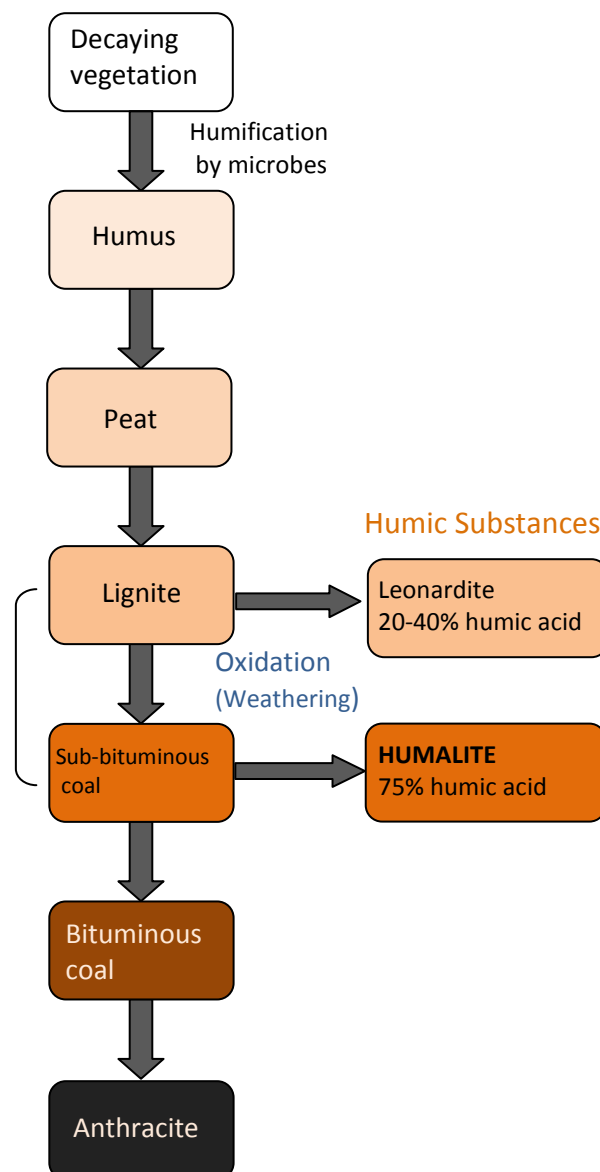 Decaying
vegetation
Humification
by microbes
Humus
Peat
Humic Substances
Lignite
Leonardite
20-40% humic acid
Oxidation
(Weathering)
Sub-bituminous
coal
HUMALITE
75% humic acid
Bituminous
coal
Anthracite